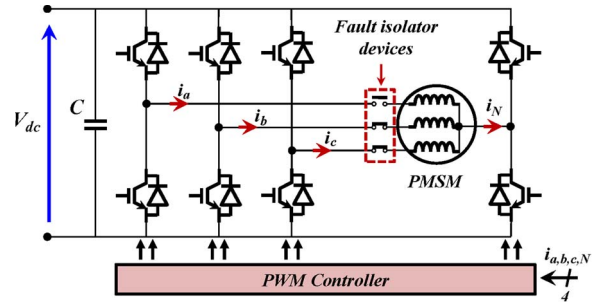 Fault isolator
devices
V_dc
C
i_a
i_b
i_c
i_N
PMSM
PWM Controller
i_a,b,c,N
4